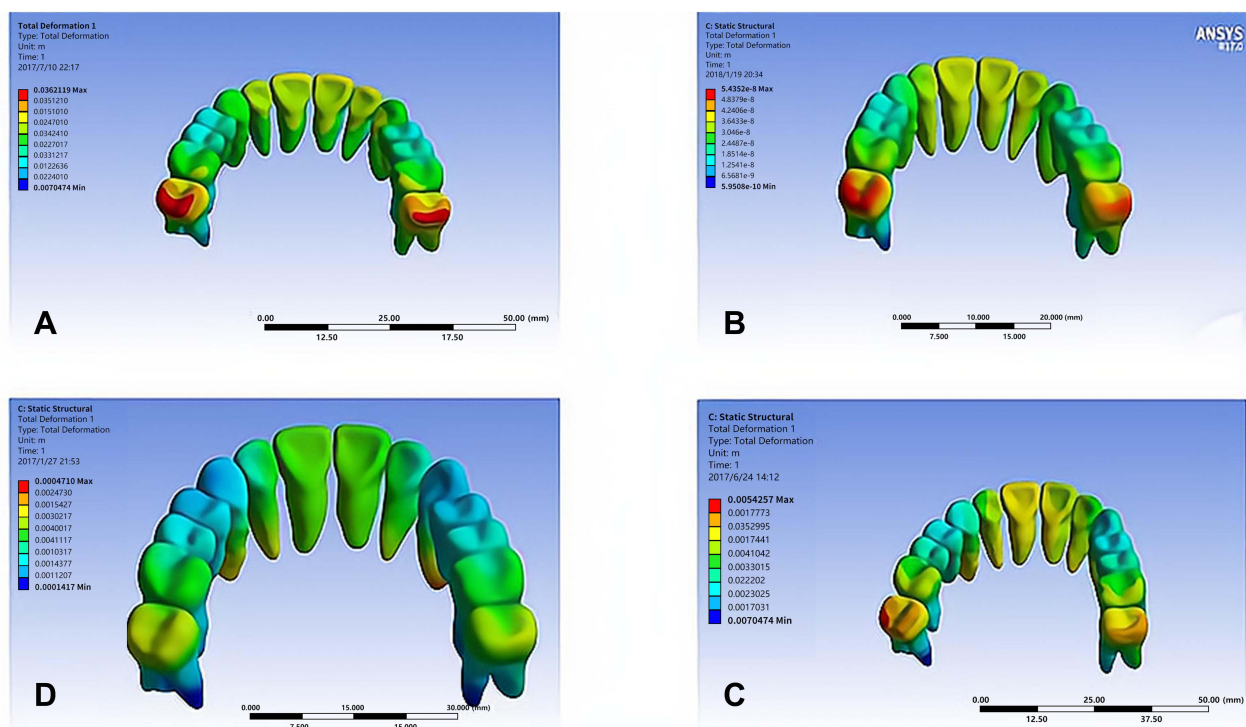 Total Deformation 1
Type: Total Deformation
Unit: m
Time: 1
2017/7/10 22:17
0.0362119 Max
0.0351210
0.0151010
0.0247010
0.0342410
0.0227017
0.0331217
0.0122636
0.0224010
0.0070474 Min
A
0.00 25.00 50.00 (mm)
12.50 17.50
C: Static Structural
Total Deformation 1
Type: Total Deformation
Unit: m
Time: 1
2018/1/19 20:34
5.4352e-8 Max
4.8379e-8
4.2406e-8
3.6433e-8
3.046e-8
2.4487e-8
1.8514e-8
1.2541e-8
6.5681e-9
5.9508e-10 Min
ANSYS
R17.0
B
0.000 10.000 20.000 (mm)
7.500 15.000
C: Static Structural
Total Deformation 1
Type: Total Deformation
Unit: m
Time: 1
2017/1/27 21:53
0.0004710 Max
0.0024730
0.0015427
0.0030217
0.0040017
0.0041117
0.0010317
0.0014377
0.0011207
0.0001417 Min
D
0.000 15.000 30.000 (mm)
7.500 15.000
C: Static Structural
Total Deformation 1
Type: Total Deformation
Unit: m
Time: 1
2017/6/24 14:12
0.0054257 Max
0.0017773
0.0352995
0.0017441
0.0041042
0.0033015
0.022202
0.0023025
0.0017031
0.0070474 Min
C
0.00 25.00 50.00 (mm)
12.50 37.50